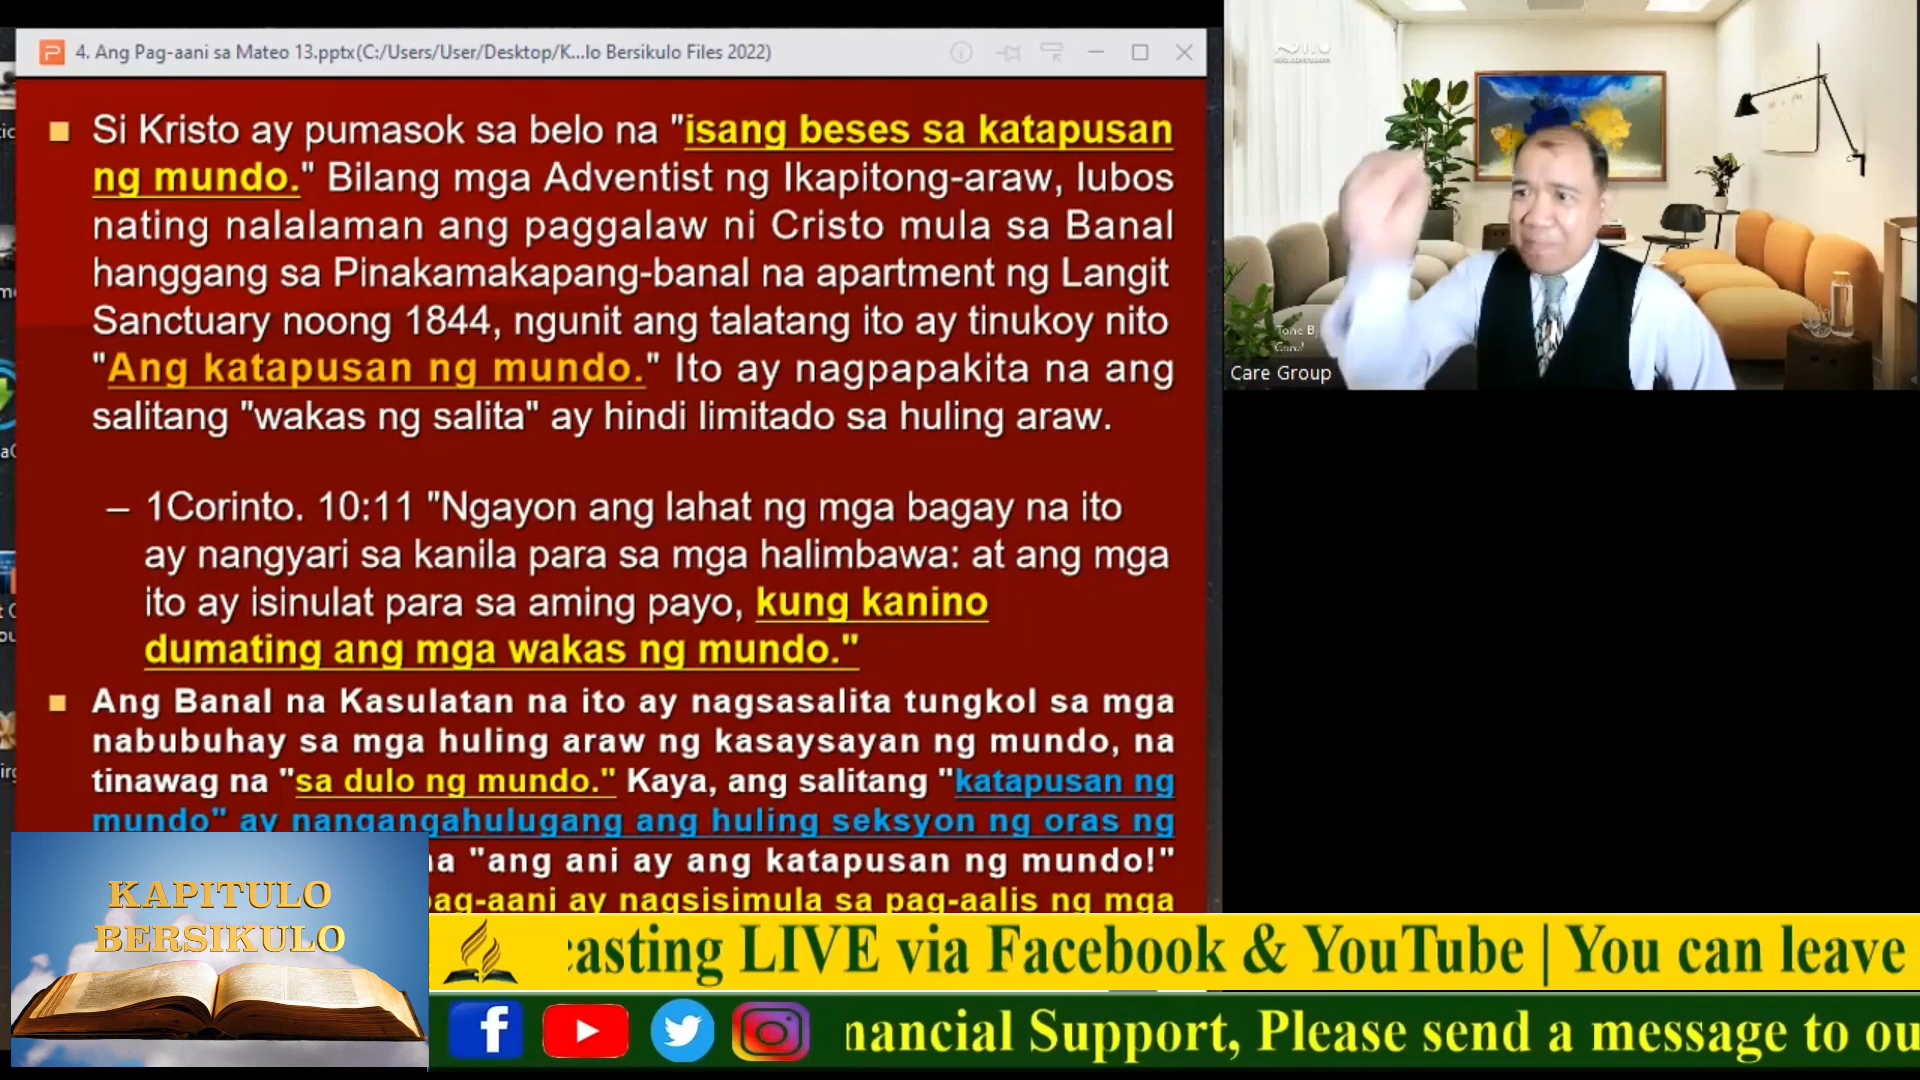 4. Ang Pag-aani sa Mateo 13.pptx(C:/Users/User/Desktop/K...lo Bersikulo Files 2022)
Si Kristo ay pumasok sa belo na "isang beses sa katapusan
ng mundo." Bilang mga Adventist ng Ikapitong-araw, lubos
nating nalalaman ang paggalaw ni Cristo mula sa Banal
hanggang sa Pinakamakapang-banal na apartment ng Langit
Sanctuary noong 1844, ngunit ang talatang ito ay tinukoy nito
"Ang katapusan ng mundo." Ito ay nagpapakita na ang
salitang "wakas ng salita" ay hindi limitado sa huling araw.
– 1Corinto. 10:11 "Ngayon ang lahat ng mga bagay na ito
ay nangyari sa kanila para sa mga halimbawa: at ang mga
ito ay isinulat para sa aming payo, kung kanino
dumating ang mga wakas ng mundo."
Ang Banal na Kasulatan na ito ay nagsasalita tungkol sa mga
nabubuhay sa mga huling araw ng kasaysayan ng mundo, na
tinawag na "sa dulo ng mundo." Kaya, ang salitang "katapusan ng
mundo" ay nangangahulugang ang huling seksyon ng oras ng
"ang ani ay ang katapusan ng mundo!"
pag-aani ay nagsisimula sa pag-aalis ng mga
Care Group
KAPITULO
BERSIKULO
casting LIVE via Facebook & YouTube | You can leave
nancial Support, Please send a message to ou